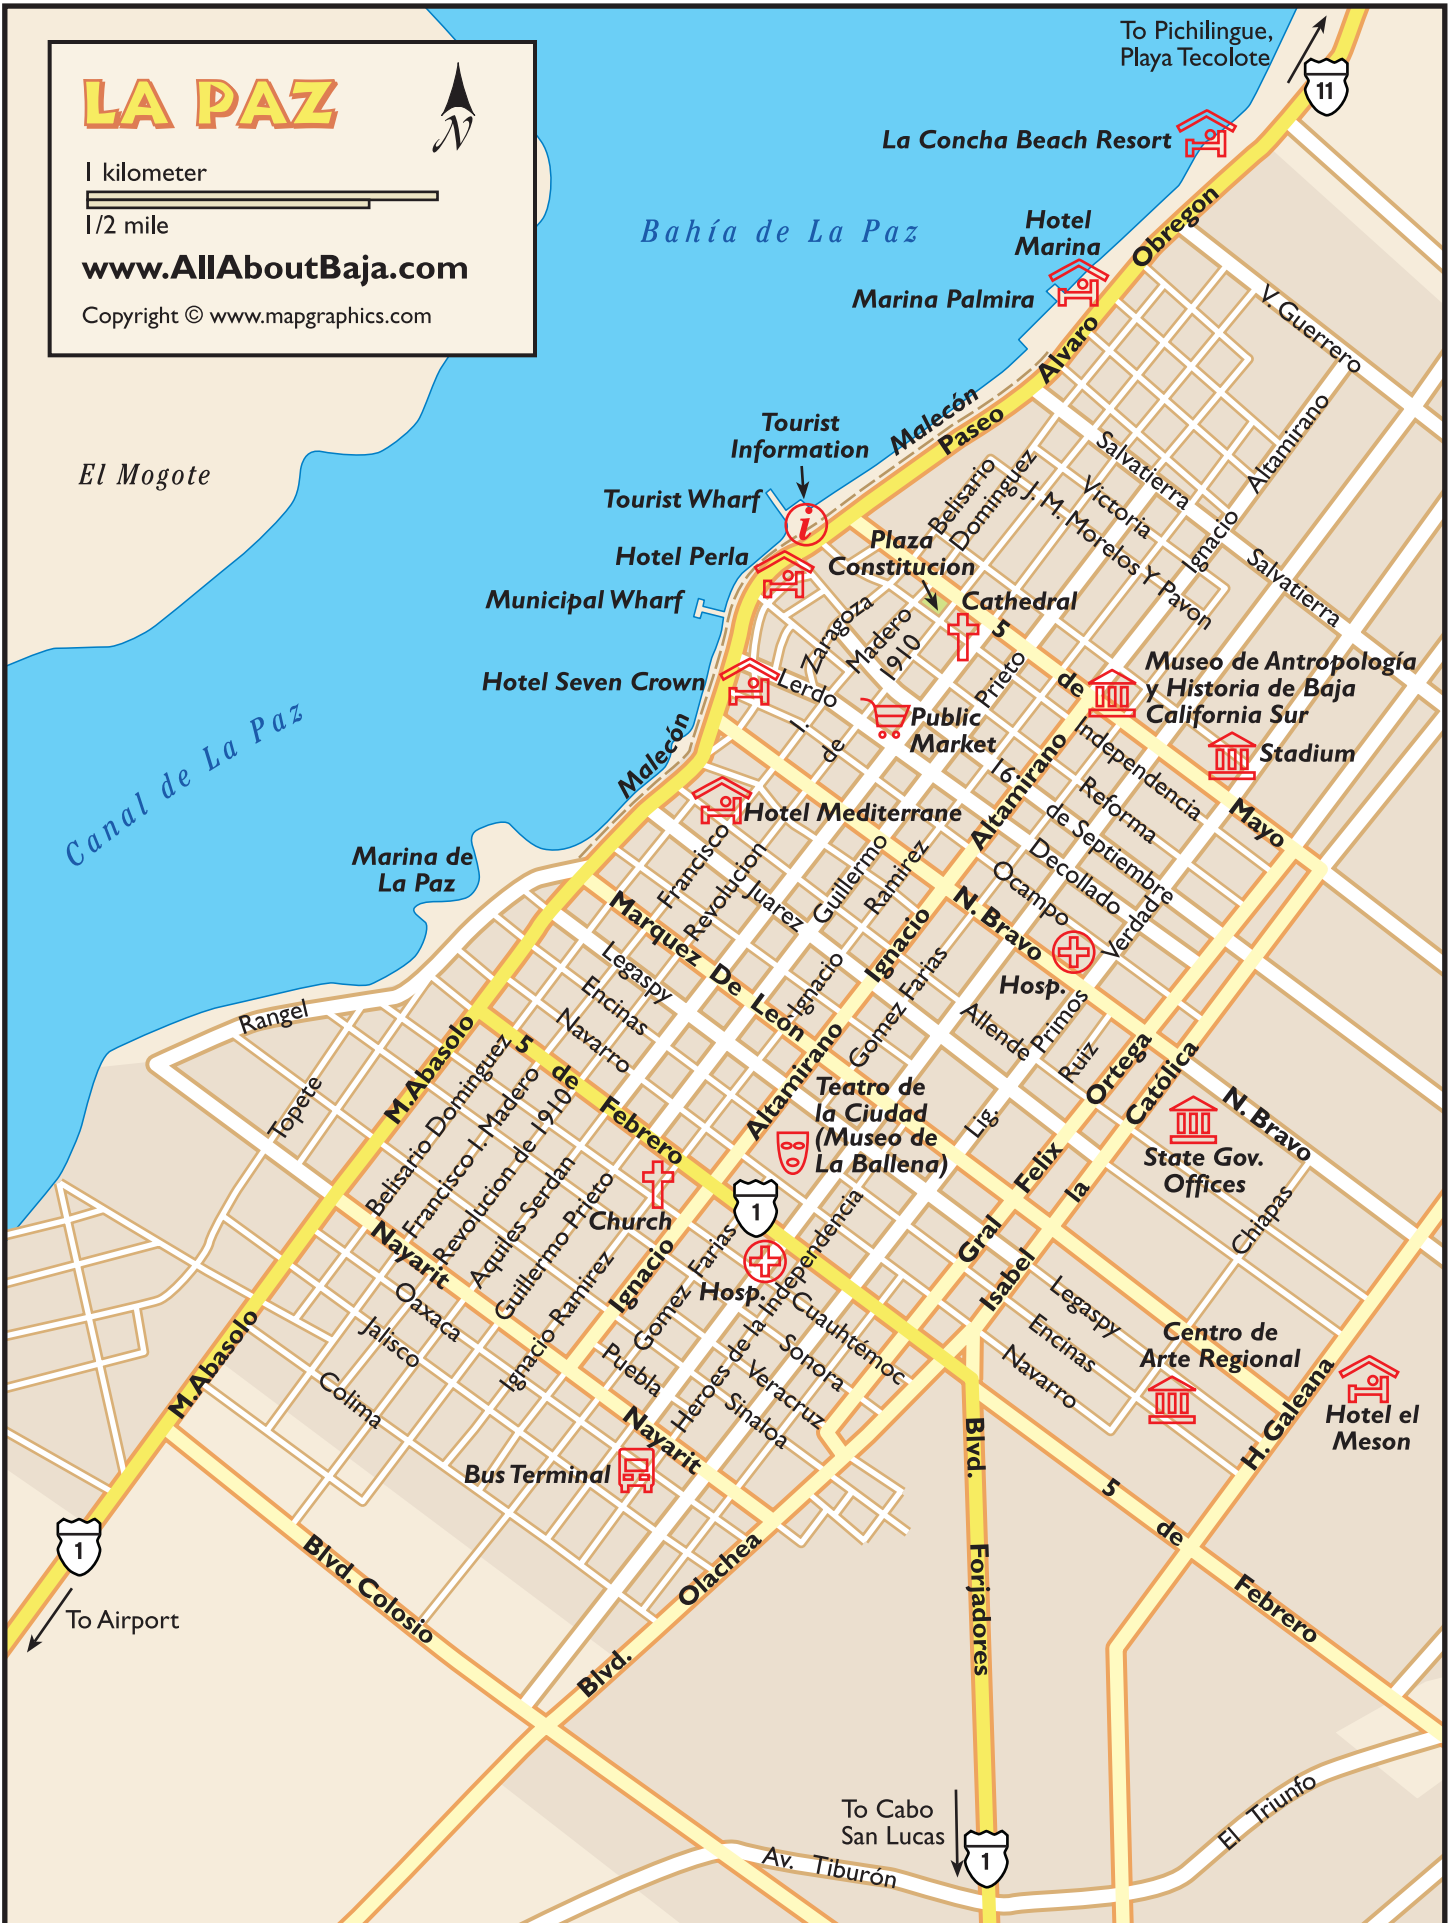 LA PAZ
N
1 kilometer
1/2 mile
www.AllAboutBaja.com
Copyright © www.mapgraphics.com
To Pichilingue,
Playa Tecolote
11
La Concha Beach Resort
Bahía de La Paz
Hotel
Marina
Marina Palmira
Obregon
Alvaro
Paseo
Malecón
V. Guerrero
Tourist
Information
i
Tourist Wharf
Hotel Perla
Municipal Wharf
Hotel Seven Crown
El Mogote
Canal de La Paz
Malecón
Marina de
La Paz
Belisario
Dominguez
Salvatierra
Victoria
J. M. Morelos Y Pavon
Ignacio
Altamirano
Salvatierra
Plaza
Constitucion
Cathedral
5
de
Mayo
Zaragoza
Madero
1910
Lerdo
I.
de
Prieto
Public
Market
Museo de Antropología
y Historia de Baja
California Sur
Stadium
Independencia
Reforma
16
de Septiembre
Decollado
Ocampo
Verdad
Altamirano
Hotel Mediterrane
Francisco
Revolucion
Juarez
Guillermo
Ramirez
Ignacio
Ignacio
N. Bravo
Hosp.
Marquez De Leon
Legaspy
Encinas
Navarro
Gomez Farias
Allende
Primos
Ruiz
Ortega
Felix
Gral
Católica
la
Isabel
Lig.
N. Bravo
State Gov.
Offices
Chiapas
Rangel
Topete
M.Abasolo
5
de
Febrero
Altamirano
Teatro de
la Ciudad
(Museo de
La Ballena)
Belisario Dominguez
Francisco I. Madero
Revolucion de 1910
Aquiles Serdan
Guillermo Prieto
Ignacio Ramirez
Church
Ignacio
1
Hosp.
Gomez Farias
Heroes de la Independencia
Cuauhtémoc
Sonora
Veracruz
Sinaloa
Puebla
Nayarit
Oaxaca
Jalisco
Colima
Nayarit
Bus Terminal
Legaspy
Encinas
Navarro
Centro de
Arte Regional
Hotel el
Meson
H. Galeana
M.Abasolo
1
To Airport
Blvd. Colosio
Blvd.
Olachea
Blvd.
Forjadores
5
de
Febrero
To Cabo
San Lucas
1
Av. Tiburón
El Triunfo